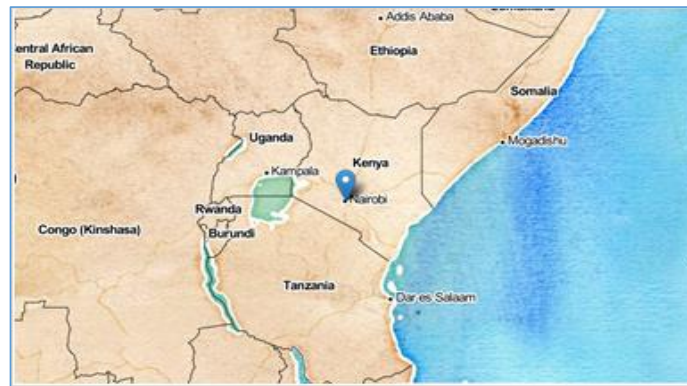 Addis Ababa
Central African
Republic
Ethiopia
Somalia
Mogadishu
Uganda
Kampala
Kenya
Nairobi
Rwanda
Burundi
Congo (Kinshasa)
Tanzania
Dar es Salaam